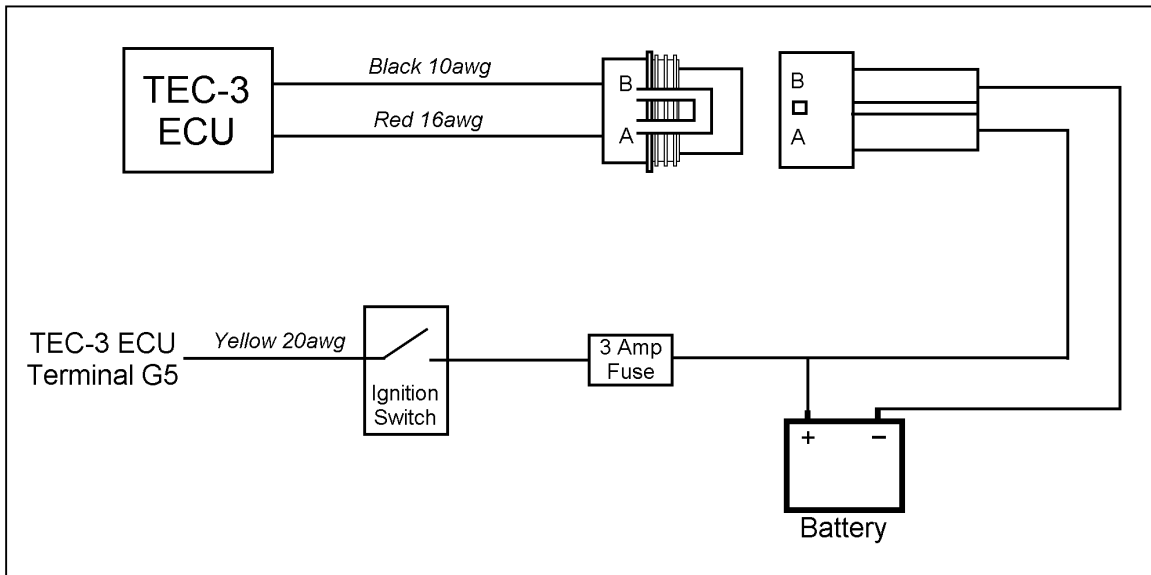 TEC-3
ECU
Black 10awg
Red 16awg
B
A
B
A
TEC-3 ECU
Terminal G5
Yellow 20awg
Ignition
Switch
3 Amp
Fuse
+ −
Battery